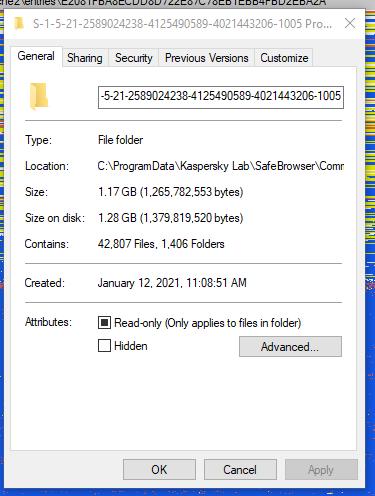 che2\entries\E2081FBA8ECDD8D722E87C78EB1EBB4FBD2EBA2A
S-1-5-21-2589024238-4125490589-4021443206-1005 Pro...
General Sharing Security Previous Versions Customize
-5-21-2589024238-4125490589-4021443206-1005
Type: File folder
Location: C:\ProgramData\Kaspersky Lab\SafeBrowser\Comm
Size: 1.17 GB (1,265,782,553 bytes)
Size on disk: 1.28 GB (1,379,819,520 bytes)
Contains: 42,807 Files, 1,406 Folders
Created: January 12, 2021, 11:08:51 AM
Attributes: Read-only (Only applies to files in folder)
Hidden Advanced...
OK Cancel Apply